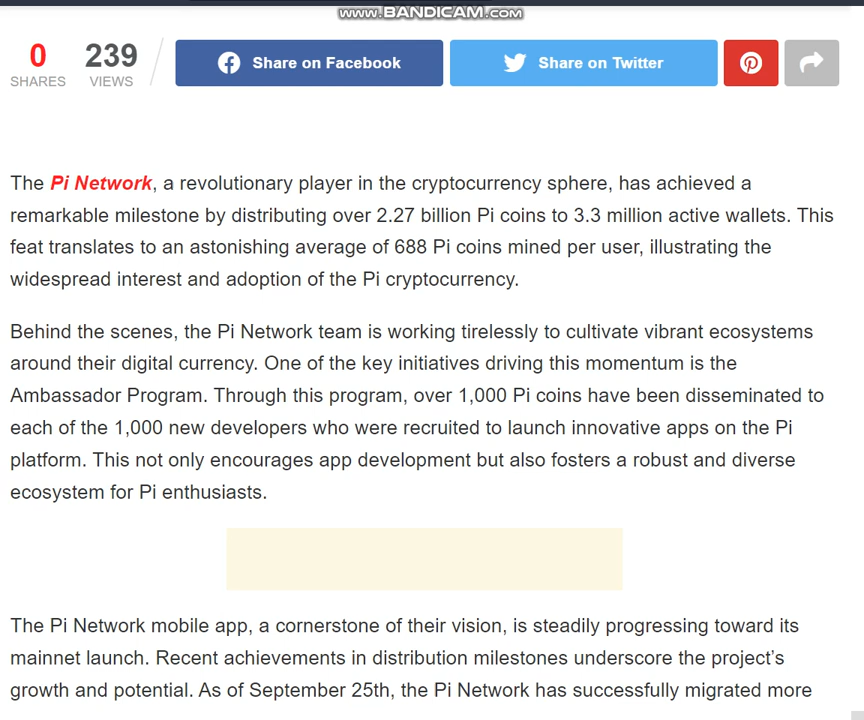 www.BANDICAM.com
0 239 Share on Facebook Share on Twitter
SHARES VIEWS
The Pi Network, a revolutionary player in the cryptocurrency sphere, has achieved a
remarkable milestone by distributing over 2.27 billion Pi coins to 3.3 million active wallets. This
feat translates to an astonishing average of 688 Pi coins mined per user, illustrating the
widespread interest and adoption of the Pi cryptocurrency.
Behind the scenes, the Pi Network team is working tirelessly to cultivate vibrant ecosystems
around their digital currency. One of the key initiatives driving this momentum is the
Ambassador Program. Through this program, over 1,000 Pi coins have been disseminated to
each of the 1,000 new developers who were recruited to launch innovative apps on the Pi
platform. This not only encourages app development but also fosters a robust and diverse
ecosystem for Pi enthusiasts.
The Pi Network mobile app, a cornerstone of their vision, is steadily progressing toward its
mainnet launch. Recent achievements in distribution milestones underscore the project’s
growth and potential. As of September 25th, the Pi Network has successfully migrated more